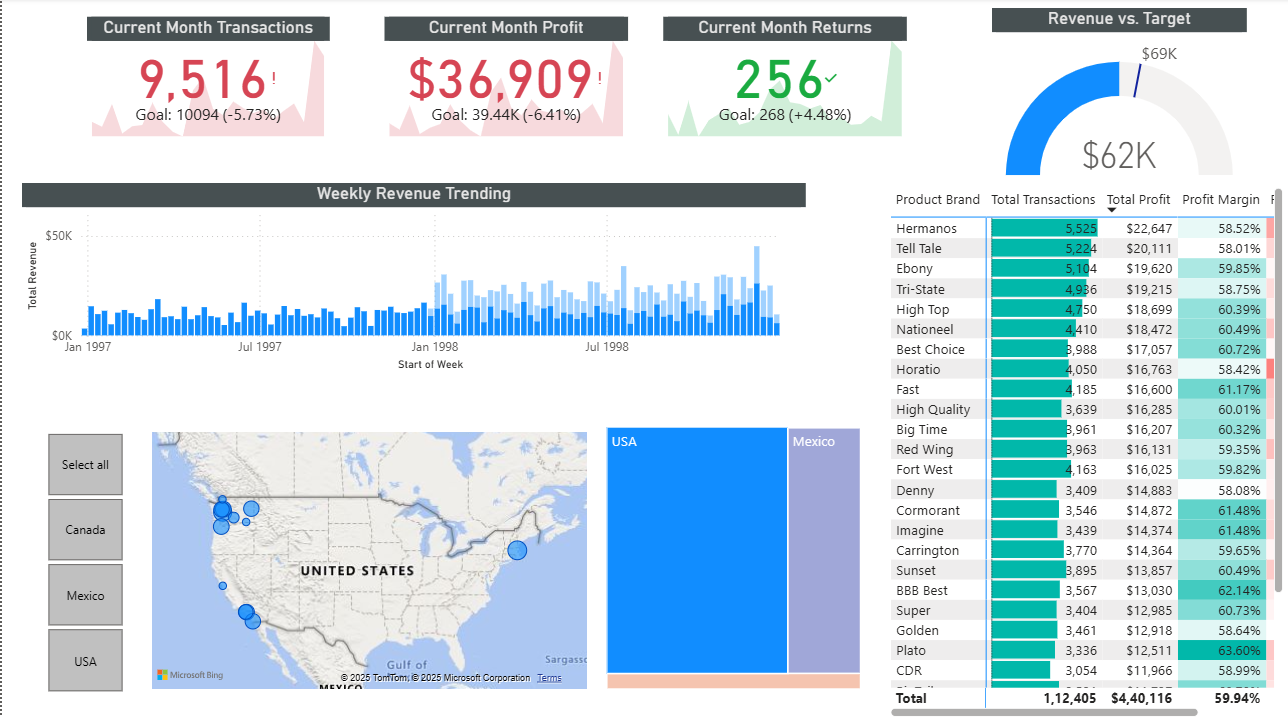 Current Month Transactions
9,516!
Goal: 10094 (-5.73%)
Current Month Profit
$36,909!
Goal: 39.44K (-6.41%)
Current Month Returns
256
Goal: 268 (+4.48%)
Revenue vs. Target
$69K
$62K
Weekly Revenue Trending
Total Revenue
$50K
$0K
Jan 1997 Jul 1997 Jan 1998 Jul 1998
Start of Week
Select all
Canada
Mexico
USA
UNITED STATES
Gulf of
Sargasso
MEXICO
Microsoft Bing
© 2025 TomTom, © 2025 Microsoft Corporation Terms
USA
Mexico
Product Brand Total Transactions Total Profit Profit Margin
Hermanos 5,525 $22,647 58.52%
Tell Tale 5,224 $20,111 58.01%
Ebony 5,104 $19,620 59.85%
Tri-State 4,936 $19,215 58.75%
High Top 4,750 $18,699 60.39%
Nationeel 4,410 $18,472 60.49%
Best Choice 3,988 $17,057 60.72%
Horatio 4,050 $16,763 58.42%
Fast 4,185 $16,600 61.17%
High Quality 3,639 $16,285 60.01%
Big Time 3,961 $16,207 60.32%
Red Wing 3,963 $16,131 59.35%
Fort West 4,163 $16,025 59.82%
Denny 3,409 $14,883 58.08%
Cormorant 3,546 $14,872 61.48%
Imagine 3,439 $14,374 61.48%
Carrington 3,770 $14,364 59.65%
Sunset 3,895 $13,857 60.49%
BBB Best 3,567 $13,030 62.14%
Super 3,404 $12,985 60.73%
Golden 3,461 $12,918 58.64%
Plato 3,336 $12,511 63.60%
CDR 3,054 $11,966 58.99%
Total 1,12,405 $4,40,116 59.94%